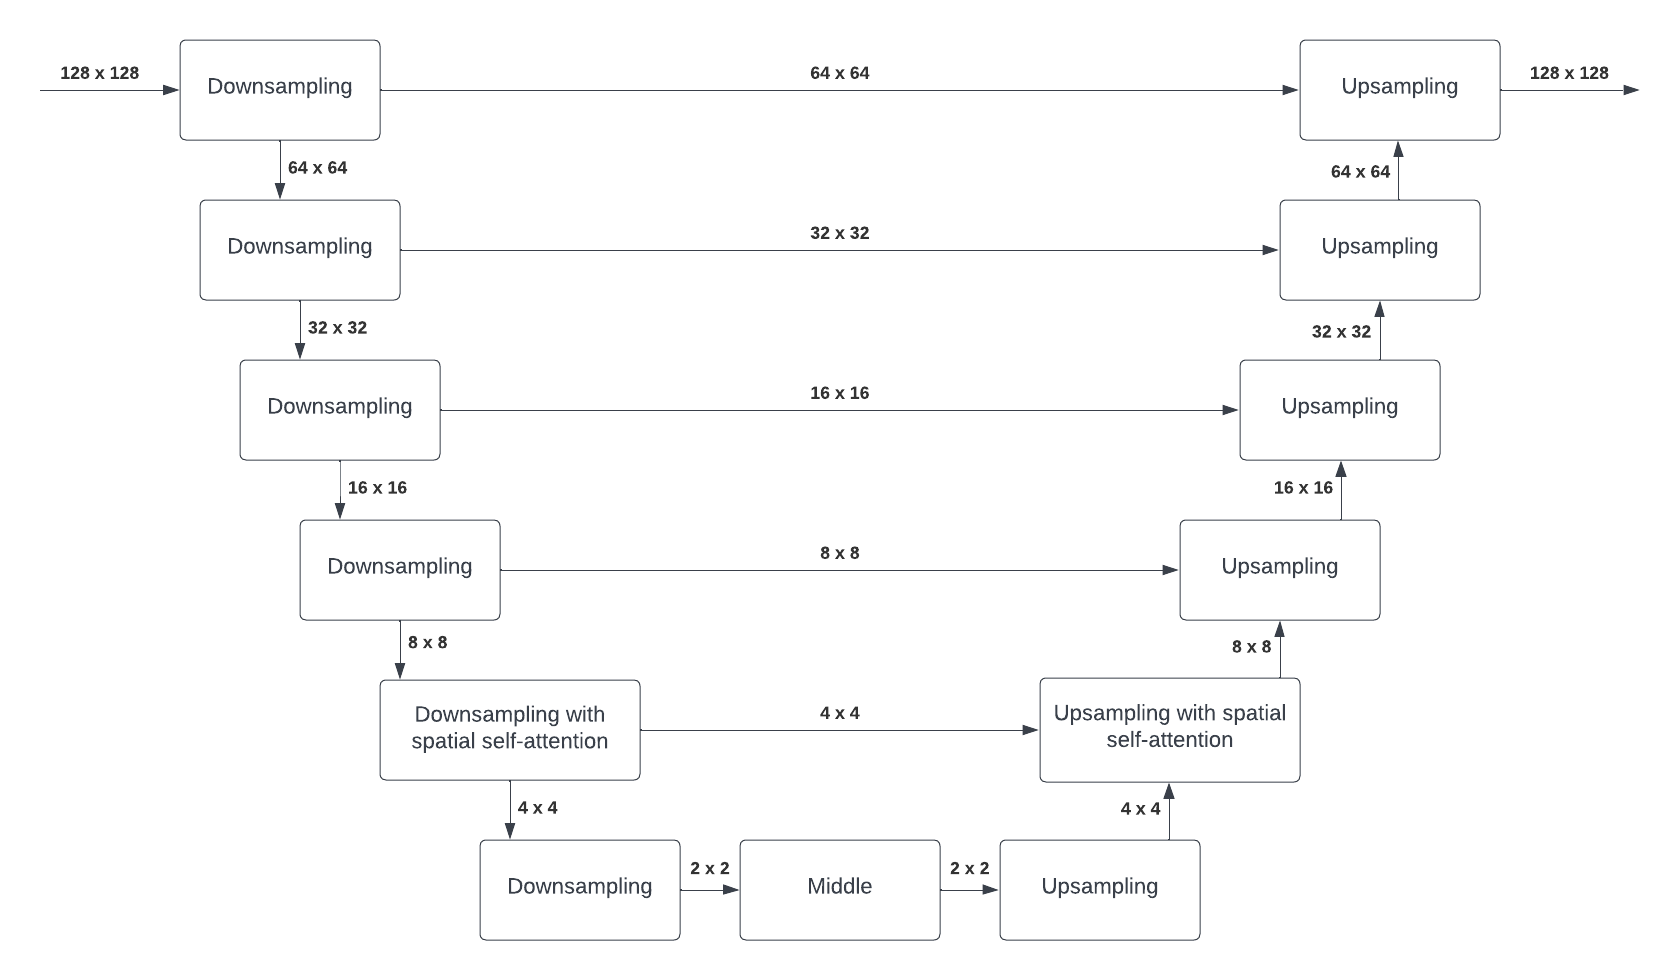 128 x 128
Downsampling
64 x 64
Upsampling
128 x 128
64 x 64
64 x 64
Downsampling
32 x 32
Upsampling
32 x 32
32 x 32
Downsampling
16 x 16
Upsampling
16 x 16
16 x 16
Downsampling
8 x 8
Upsampling
8 x 8
8 x 8
Downsampling with
spatial self-attention
4 x 4
Upsampling with spatial
self-attention
4 x 4
4 x 4
Downsampling
2 x 2
Middle
2 x 2
Upsampling